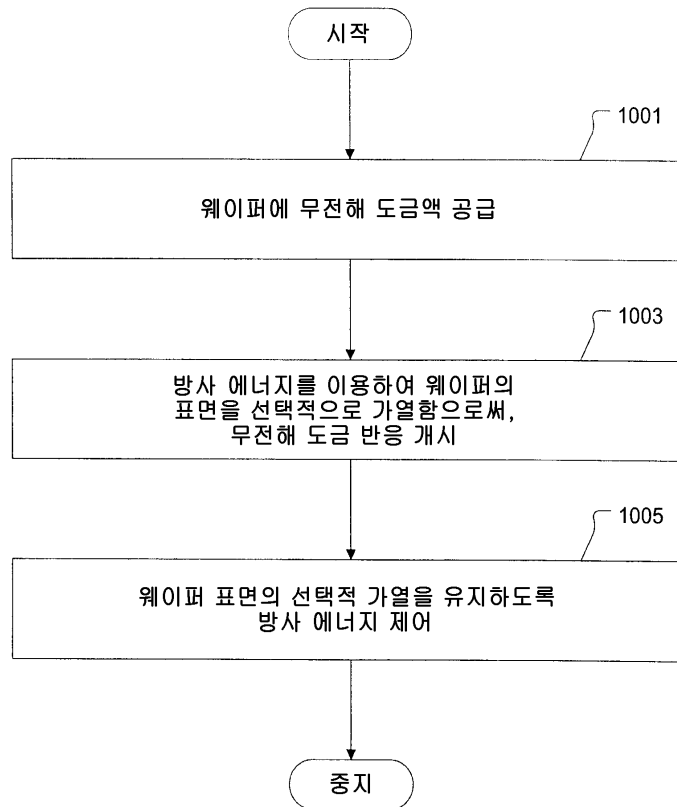 시작
1001
웨이퍼에 무전해 도금액 공급
1003
방사 에너지를 이용하여 웨이퍼의
표면을 선택적으로 가열함으로써,
무전해 도금 반응 개시
1005
웨이퍼 표면의 선택적 가열을 유지하도록
방사 에너지 제어
중지